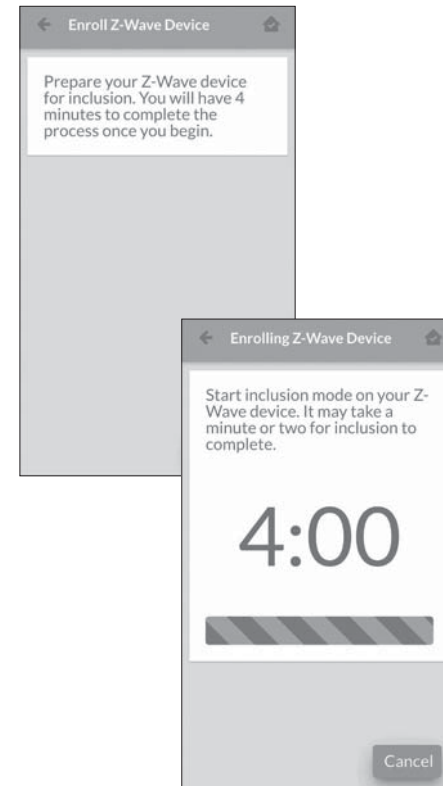 Enroll Z-Wave Device
Prepare your Z-Wave device
for inclusion. You will have 4
minutes to complete the
process once you begin.
Enrolling Z-Wave Device
Start inclusion mode on your Z-
Wave device. It may take a
minute or two for inclusion to
complete.
4:00
Cancel